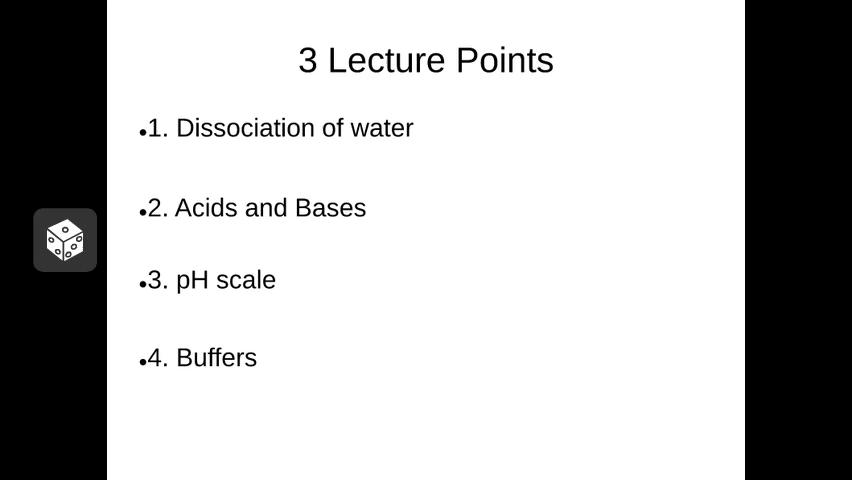 3 Lecture Points
•1. Dissociation of water
•2. Acids and Bases
•3. pH scale
•4. Buffers